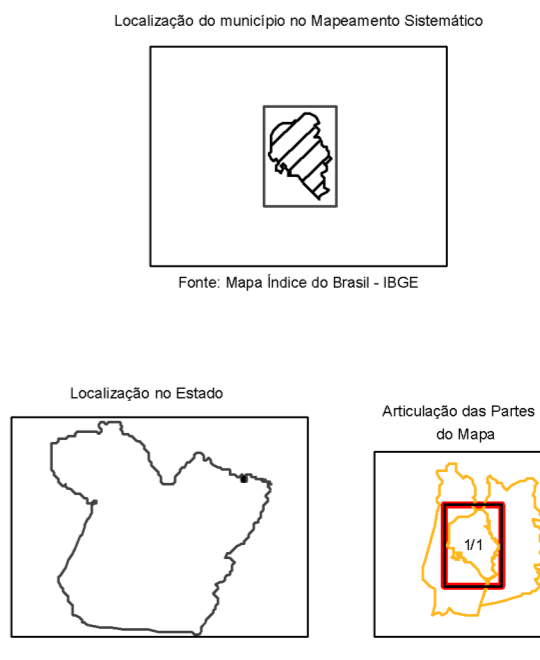 Localização do município no Mapeamento Sistemático
Fonte: Mapa Índice do Brasil - IBGE
Localização no Estado
Articulação das Partes
do Mapa
1/1